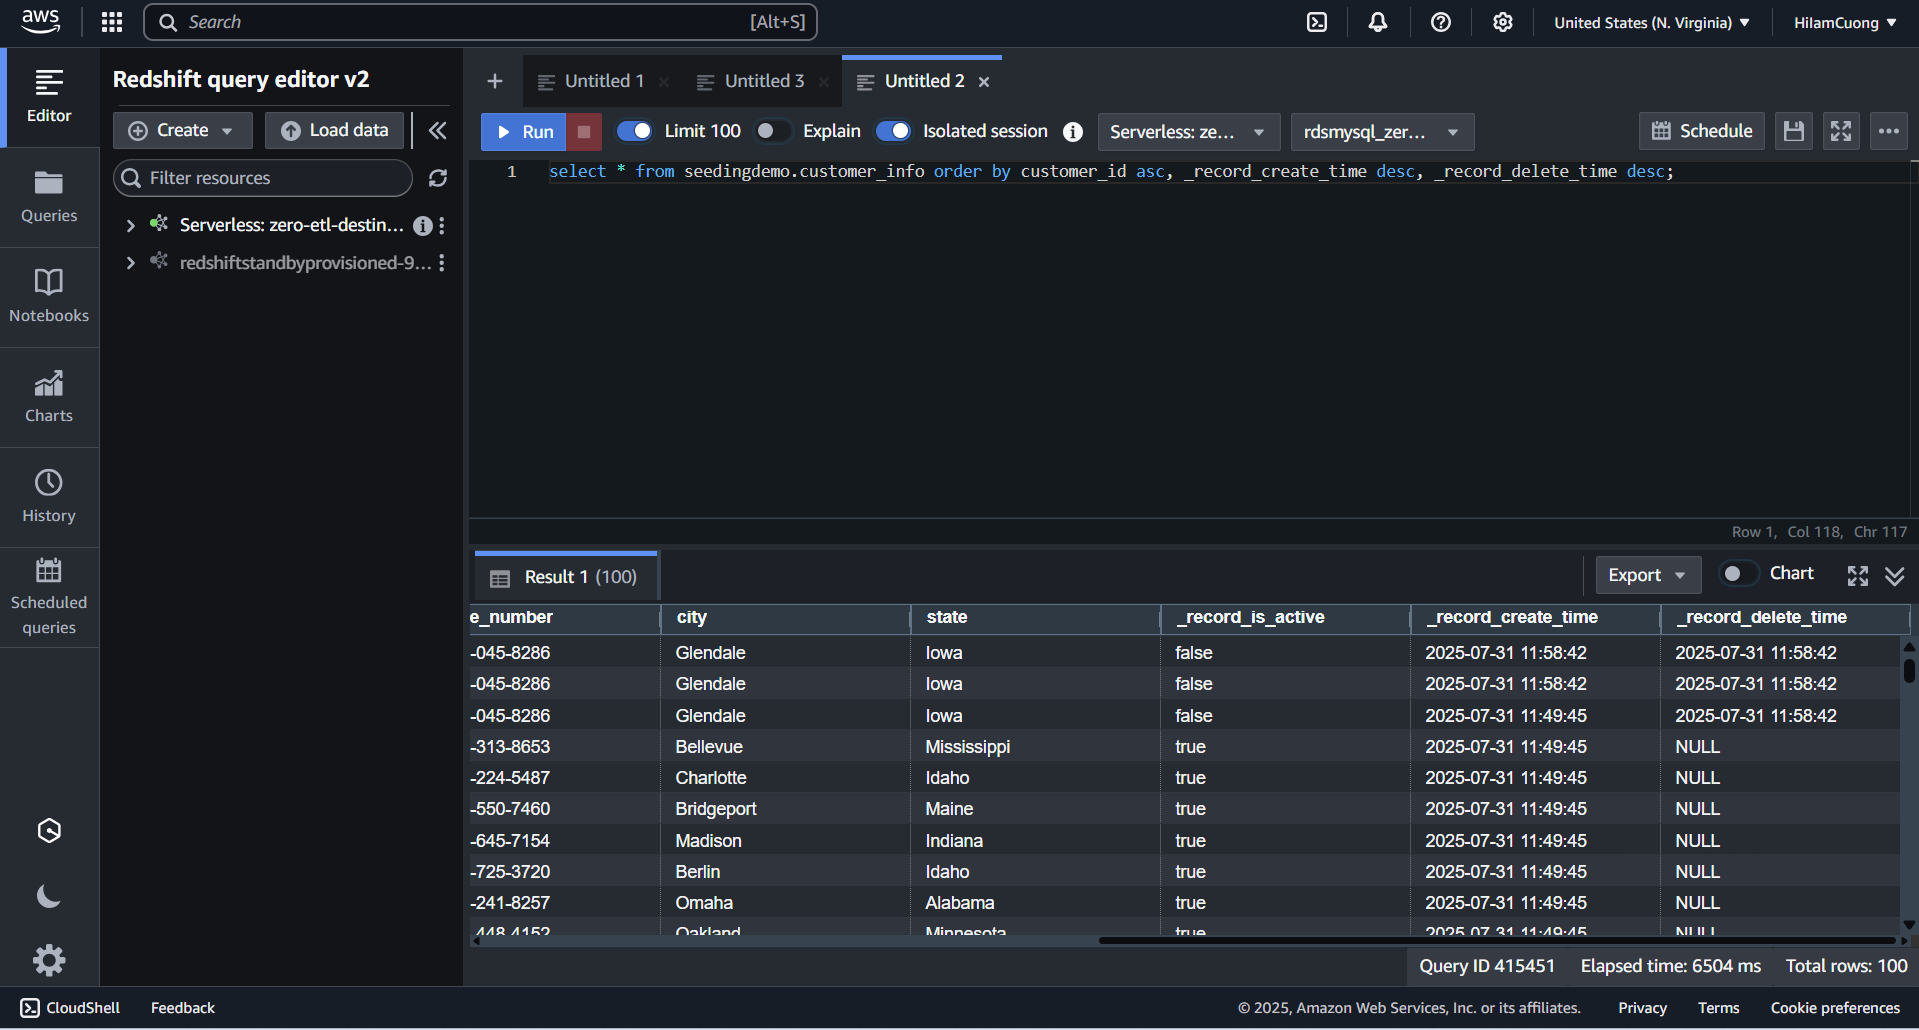 aws
Search [Alt+S]
United States (N. Virginia)
HilamCuong
Editor
Queries
Notebooks
Charts
History
Scheduled
queries
Redshift query editor v2
Create
Load data
Filter resources
Serverless: zero-etl-destin...
redshiftstandbyprovisioned-9...
Untitled 1
Untitled 3
Untitled 2
Run
Limit 100
Explain
Isolated session
Serverless: ze...
rdsmysql_zer...
Schedule
1 select * from seedingdemo.customer_info order by customer_id asc, _record_create_time desc, _record_delete_time desc;
Row 1, Col 118, Chr 117
Result 1 (100)
Export
Chart
e_number city state _record_is_active _record_create_time _record_delete_time
-045-8286 Glendale Iowa false 2025-07-31 11:58:42 2025-07-31 11:58:42
-045-8286 Glendale Iowa false 2025-07-31 11:58:42 2025-07-31 11:58:42
-045-8286 Glendale Iowa false 2025-07-31 11:49:45 2025-07-31 11:58:42
-313-8653 Bellevue Mississippi true 2025-07-31 11:49:45 NULL
-224-5487 Charlotte Idaho true 2025-07-31 11:49:45 NULL
-550-7460 Bridgeport Maine true 2025-07-31 11:49:45 NULL
-645-7154 Madison Indiana true 2025-07-31 11:49:45 NULL
-725-3720 Berlin Idaho true 2025-07-31 11:49:45 NULL
-241-8257 Omaha Alabama true 2025-07-31 11:49:45 NULL
-448-4152 Oakland Minnesota true 2025-07-31 11:49:45 NULL
Query ID 415451 Elapsed time: 6504 ms Total rows: 100
CloudShell
Feedback
© 2025, Amazon Web Services, Inc. or its affiliates.
Privacy
Terms
Cookie preferences